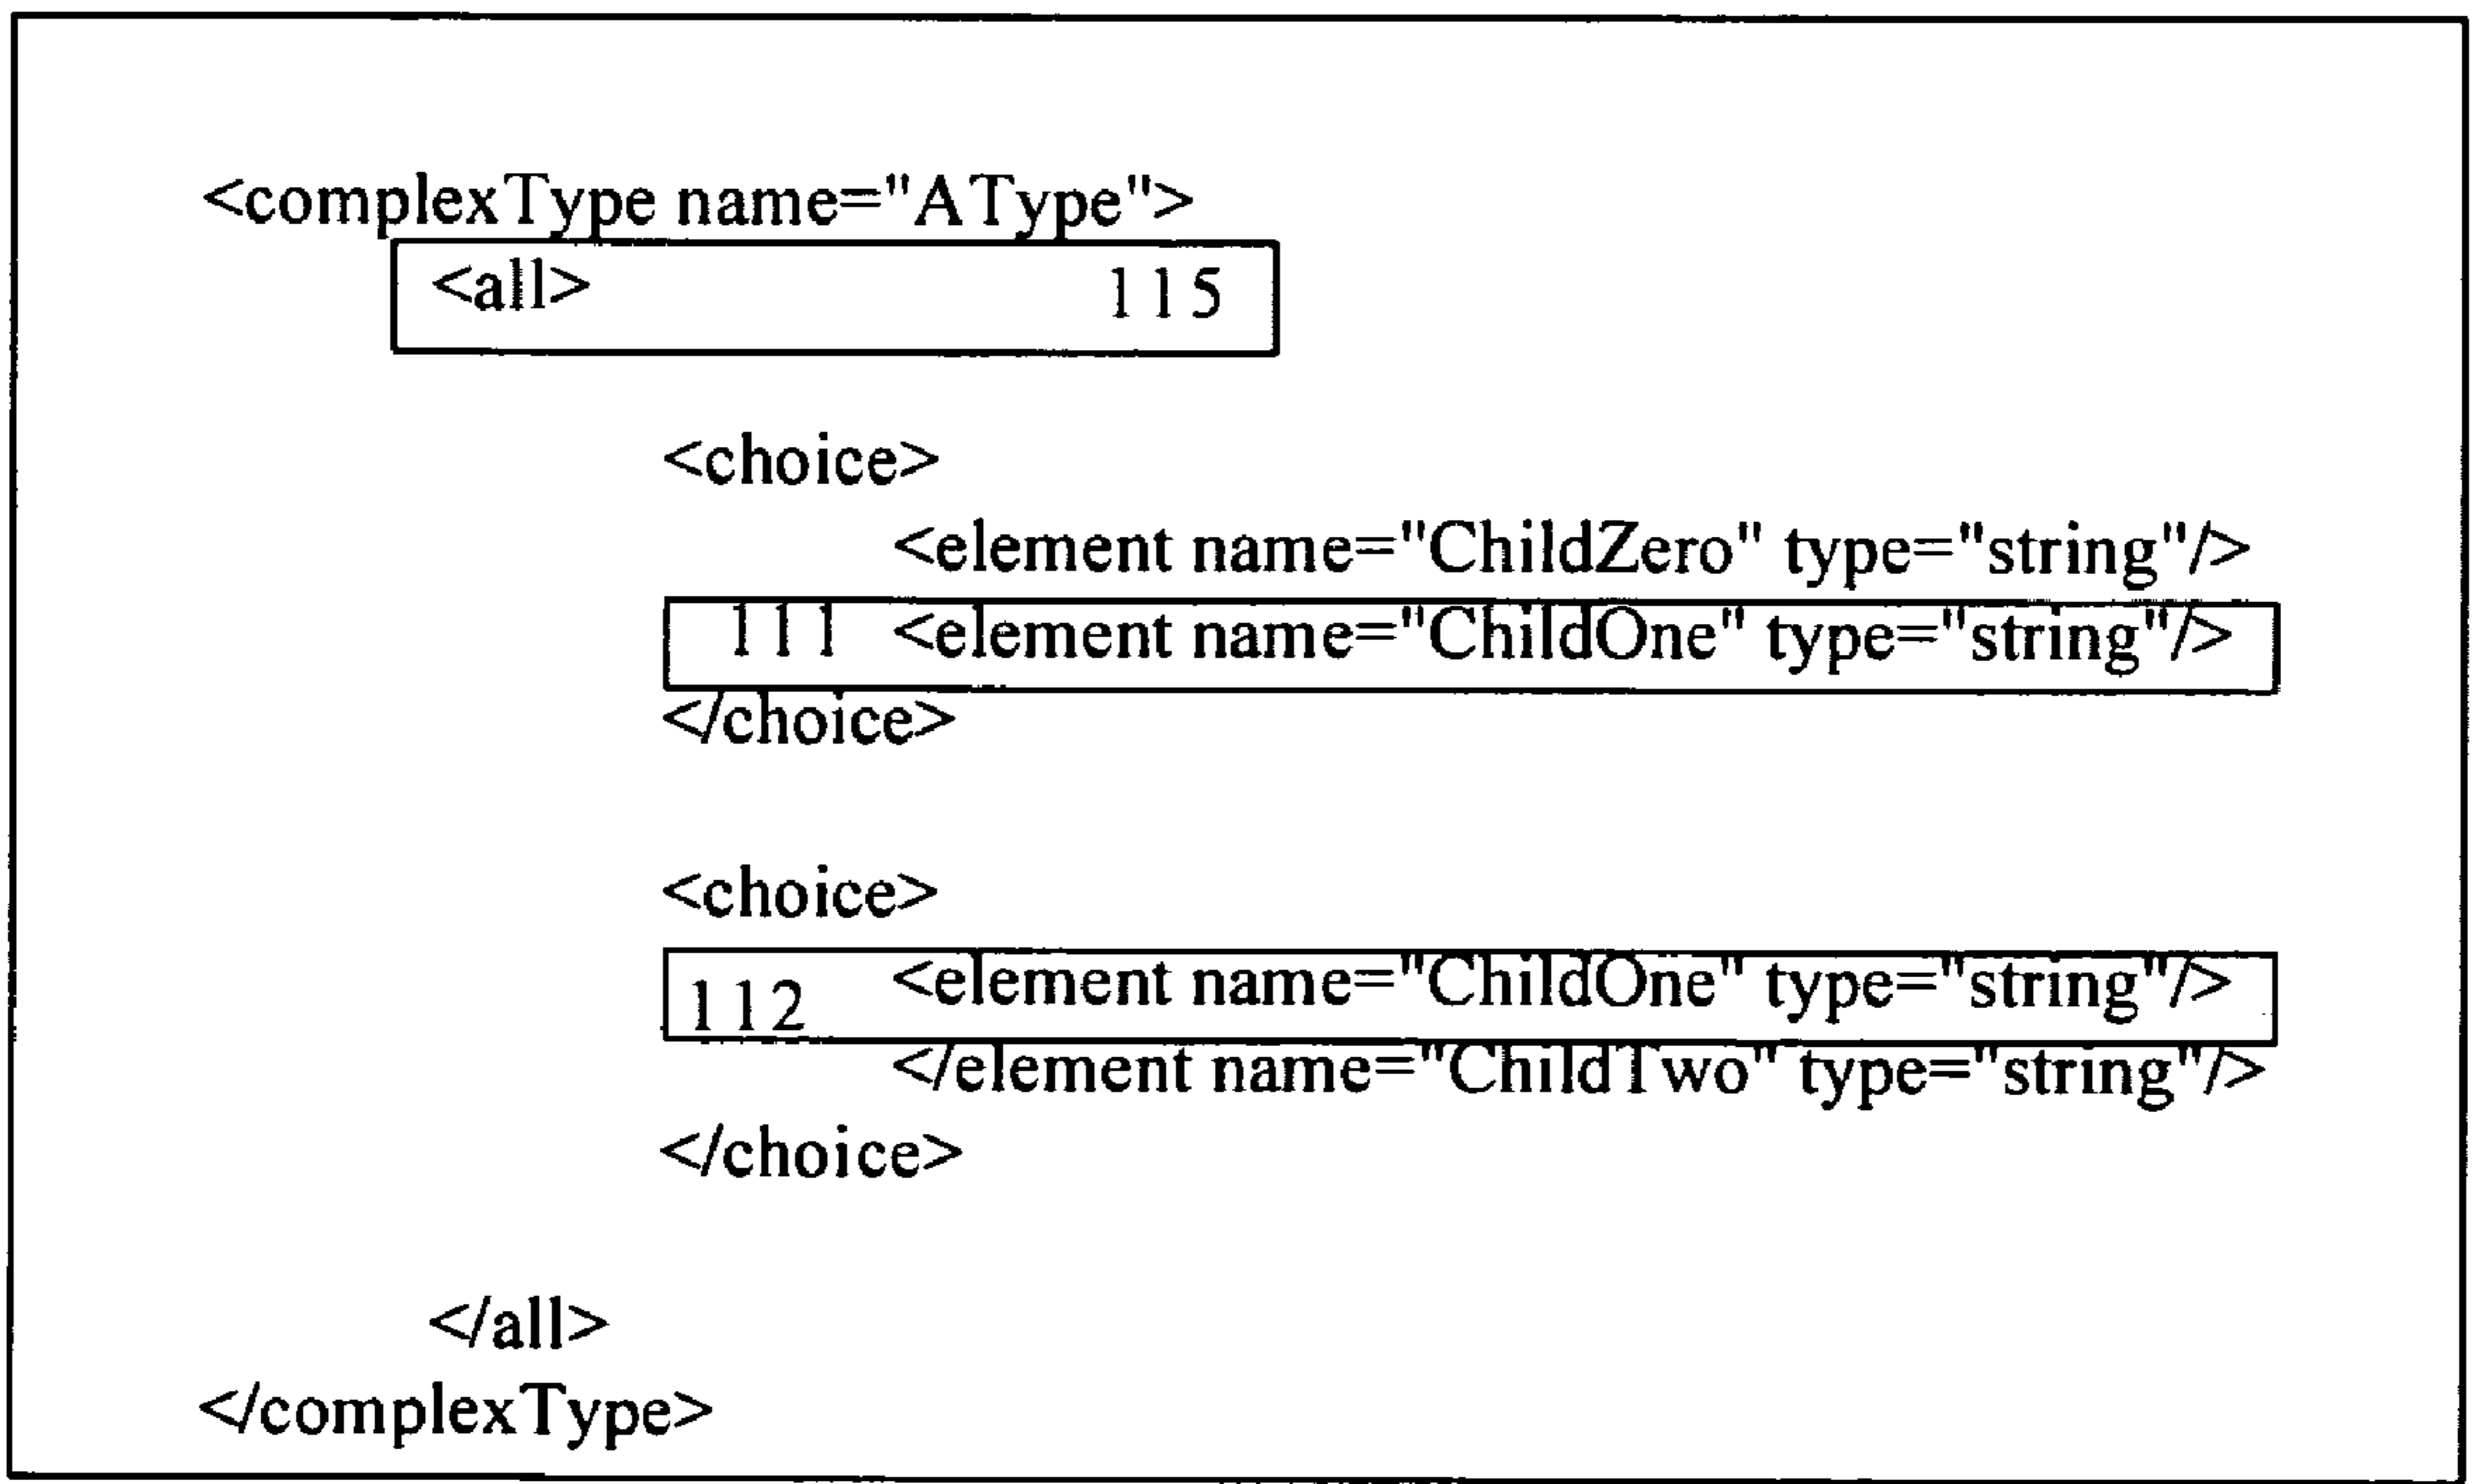 <complexType name="AType">
<all> 115
<choice>
<element name="ChildZero" type="string"/>
111 <element name="ChildOne" type="string"/>
</choice>
<choice>
112 <element name="ChildOne" type="string"/>
</element name="ChildTwo" type="string"/>
</choice>
</all>
</complexType>